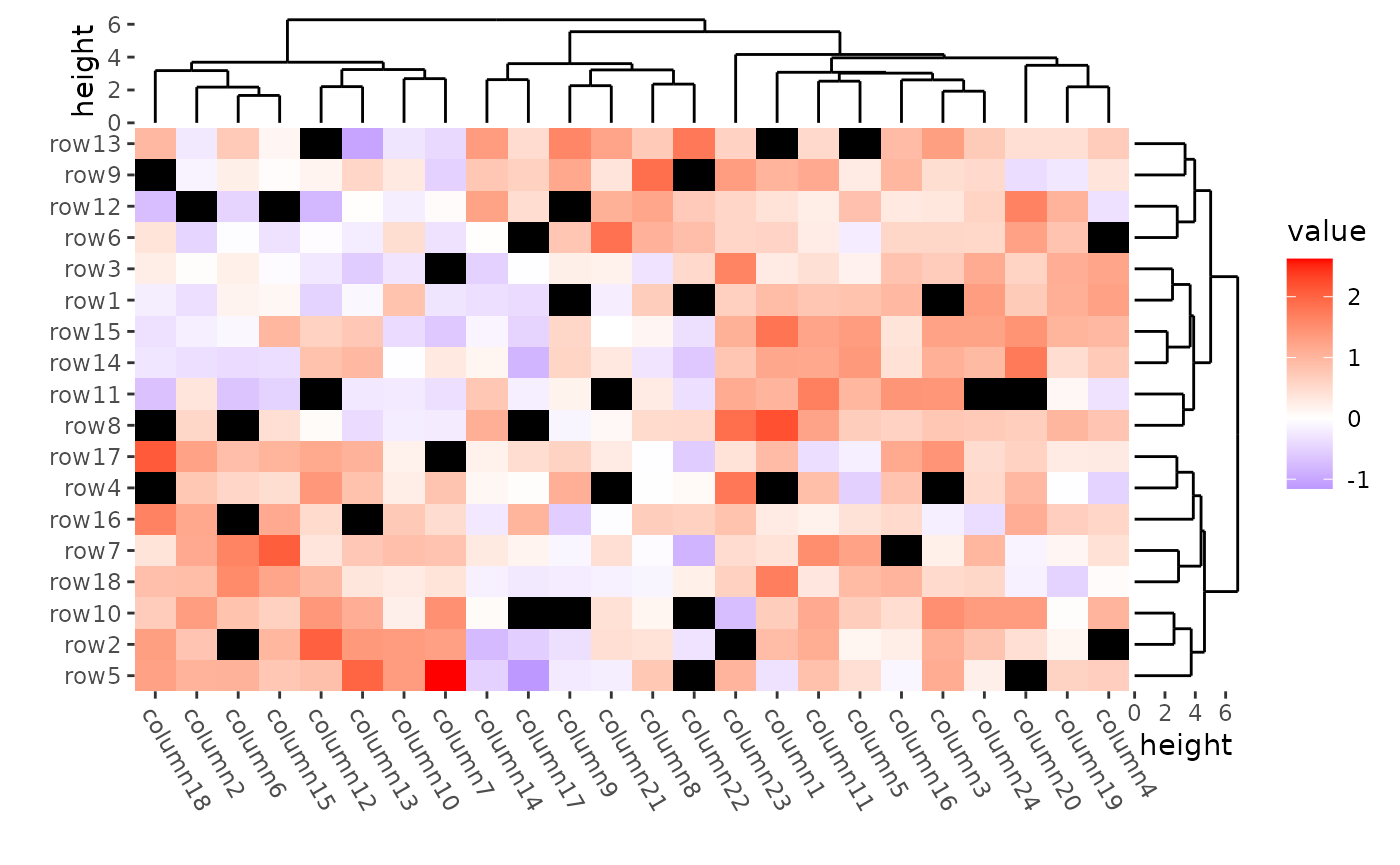 height
6
4
2
0
row13
row9
row12
row6
row3
row1
row15
row14
row11
row8
row17
row4
row16
row7
row18
row10
row2
row5
column18
column2
column6
column15
column12
column13
column10
column7
column14
column17
column9
column21
column8
column22
column23
column1
column11
column5
column16
column3
column24
column20
column19
column4
0 2 4 6
height
value
2
1
0
-1